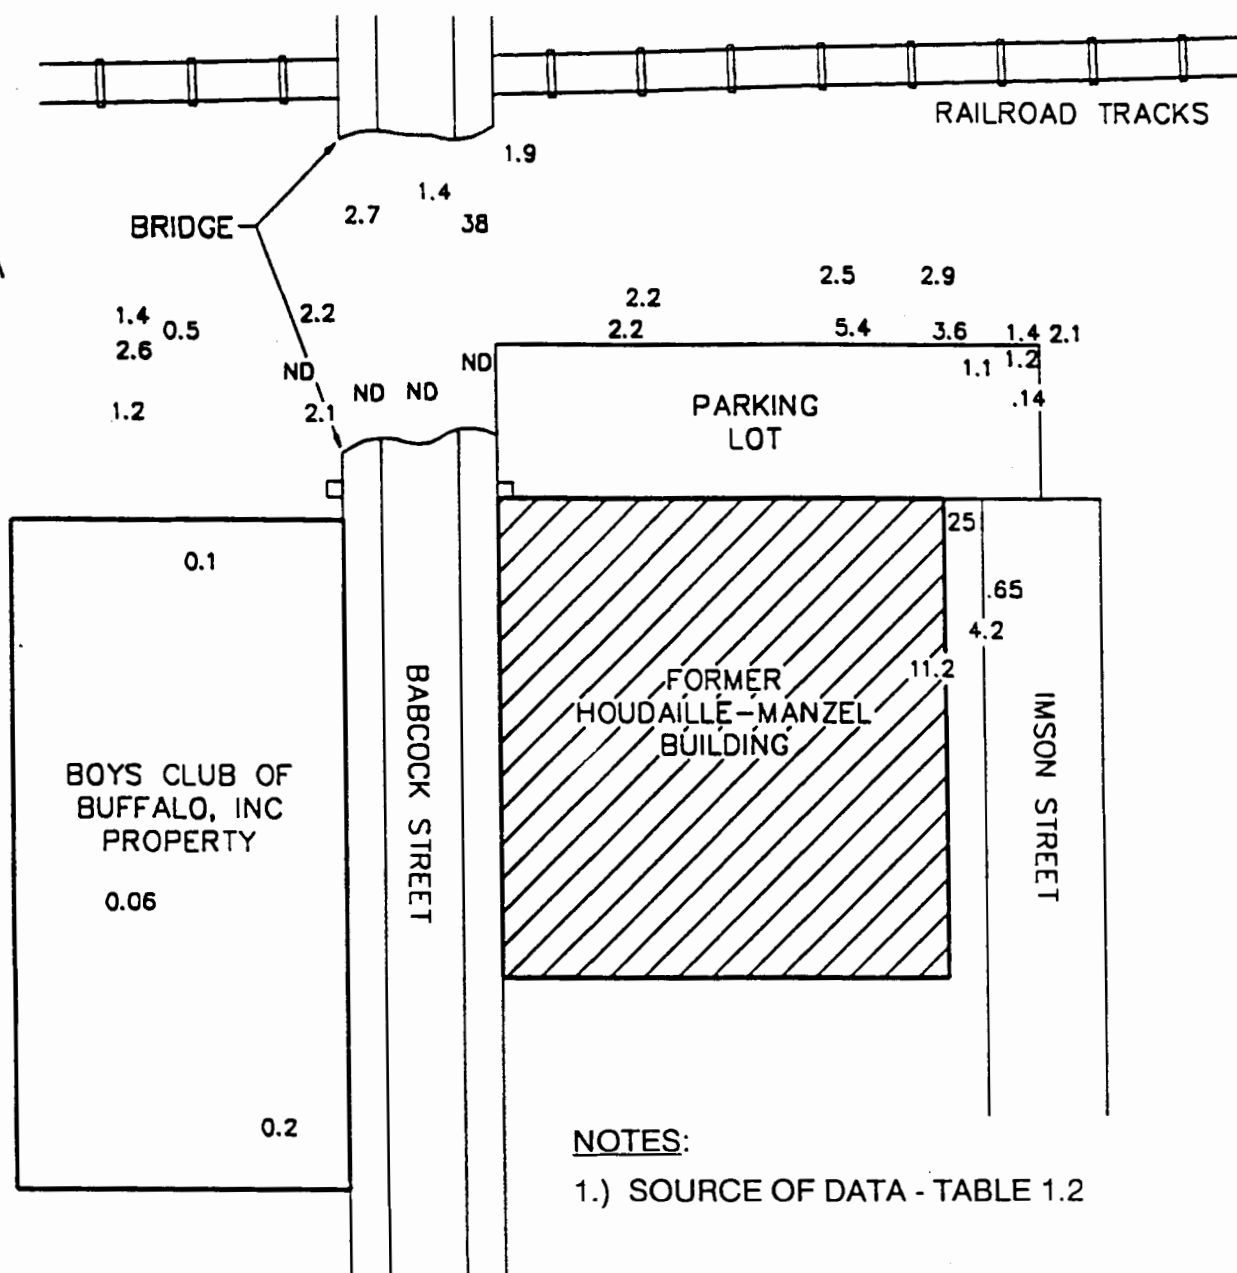 RAILROAD TRACKS
1.9
1.4
2.7
38
BRIDGE
2.5
2.9
2.2
1.4
0.5
2.2
2.2
5.4
3.6
1.4
2.1
2.6
ND
ND
1.1
1.2
1.2
2.1
ND
ND
.14
PARKING
LOT
25
0.1
.65
4.2
11.2
FORMER
HOUDAILLE-MANZEL
BUILDING
BABCOCK STREET
IMSON STREET
BOYS CLUB OF
BUFFALO, INC
PROPERTY
0.06
0.2
NOTES:
1.) SOURCE OF DATA - TABLE 1.2